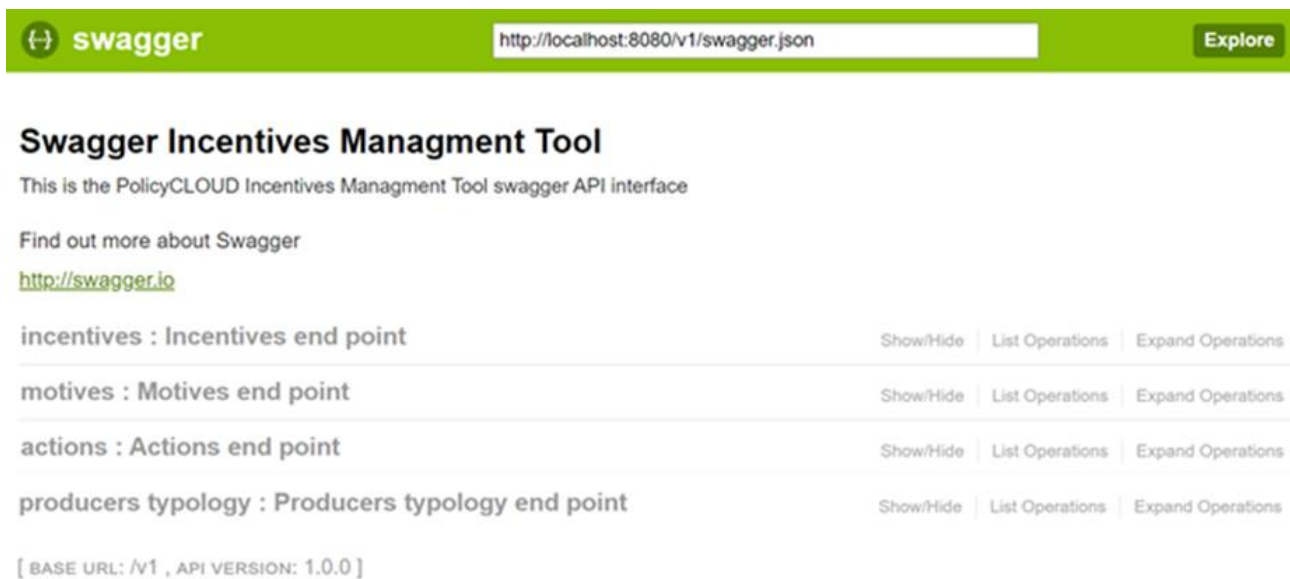 swagger http://localhost:8080/v1/swagger.json Explore
Swagger Incentives Managment Tool
This is the PolicyCLOUD Incentives Managment Tool swagger API interface
Find out more about Swagger
http://swagger.io
incentives : Incentives end point Show/Hide List Operations Expand Operations
motives : Motives end point Show/Hide List Operations Expand Operations
actions : Actions end point Show/Hide List Operations Expand Operations
producers typology : Producers typology end point Show/Hide List Operations Expand Operations
[ BASE URL: /v1 , API VERSION: 1.0.0 ]